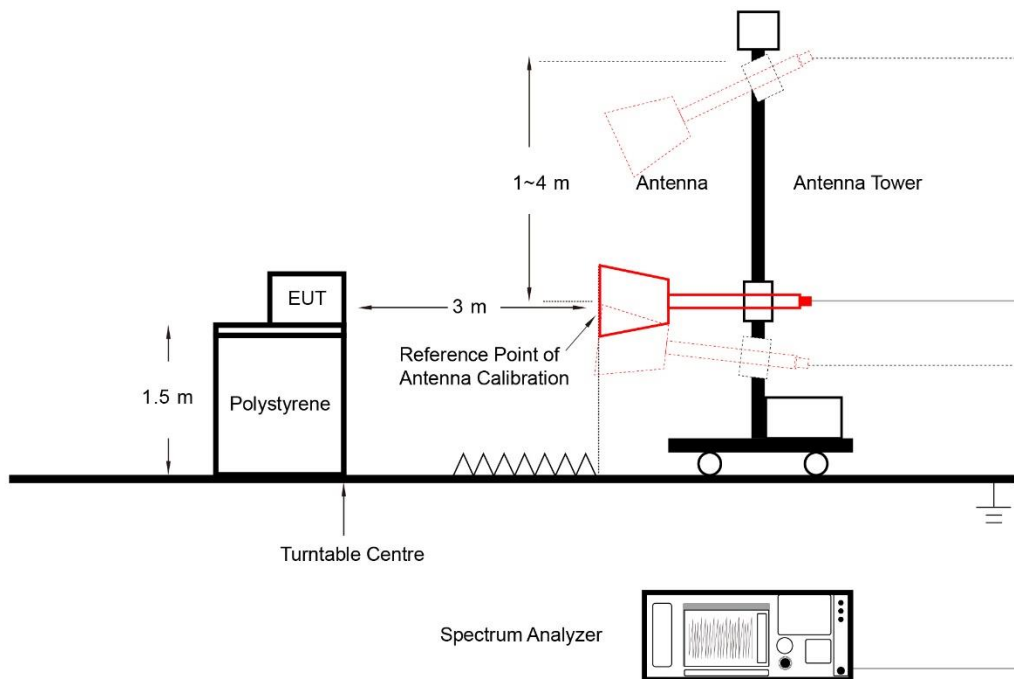 1~4 m
Antenna
Antenna Tower
EUT
3 m
Reference Point of
Antenna Calibration
1.5 m
Polystyrene
Turntable Centre
Spectrum Analyzer